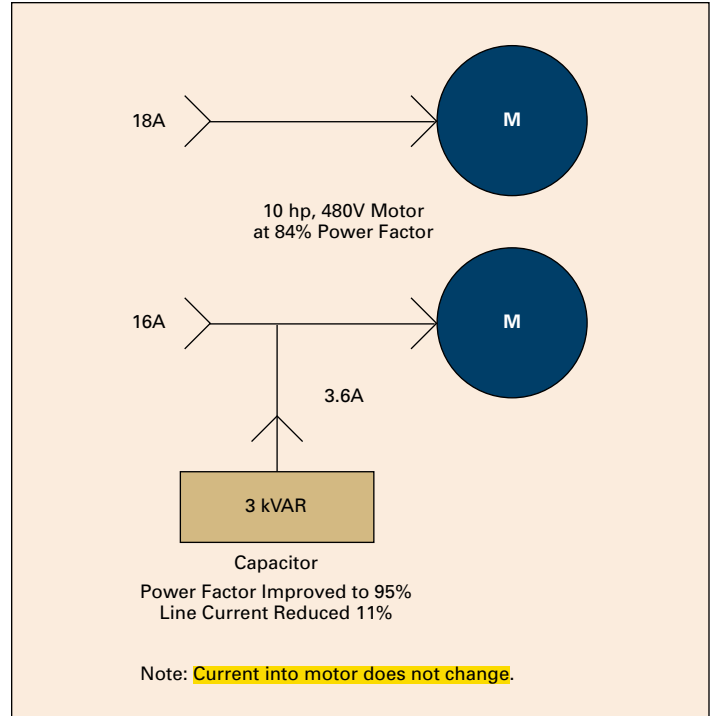 18A
M
10 hp, 480V Motor
at 84% Power Factor
16A
M
3.6A
3 kVAR
Capacitor
Power Factor Improved to 95%
Line Current Reduced 11%
Note: Current into motor does not change.